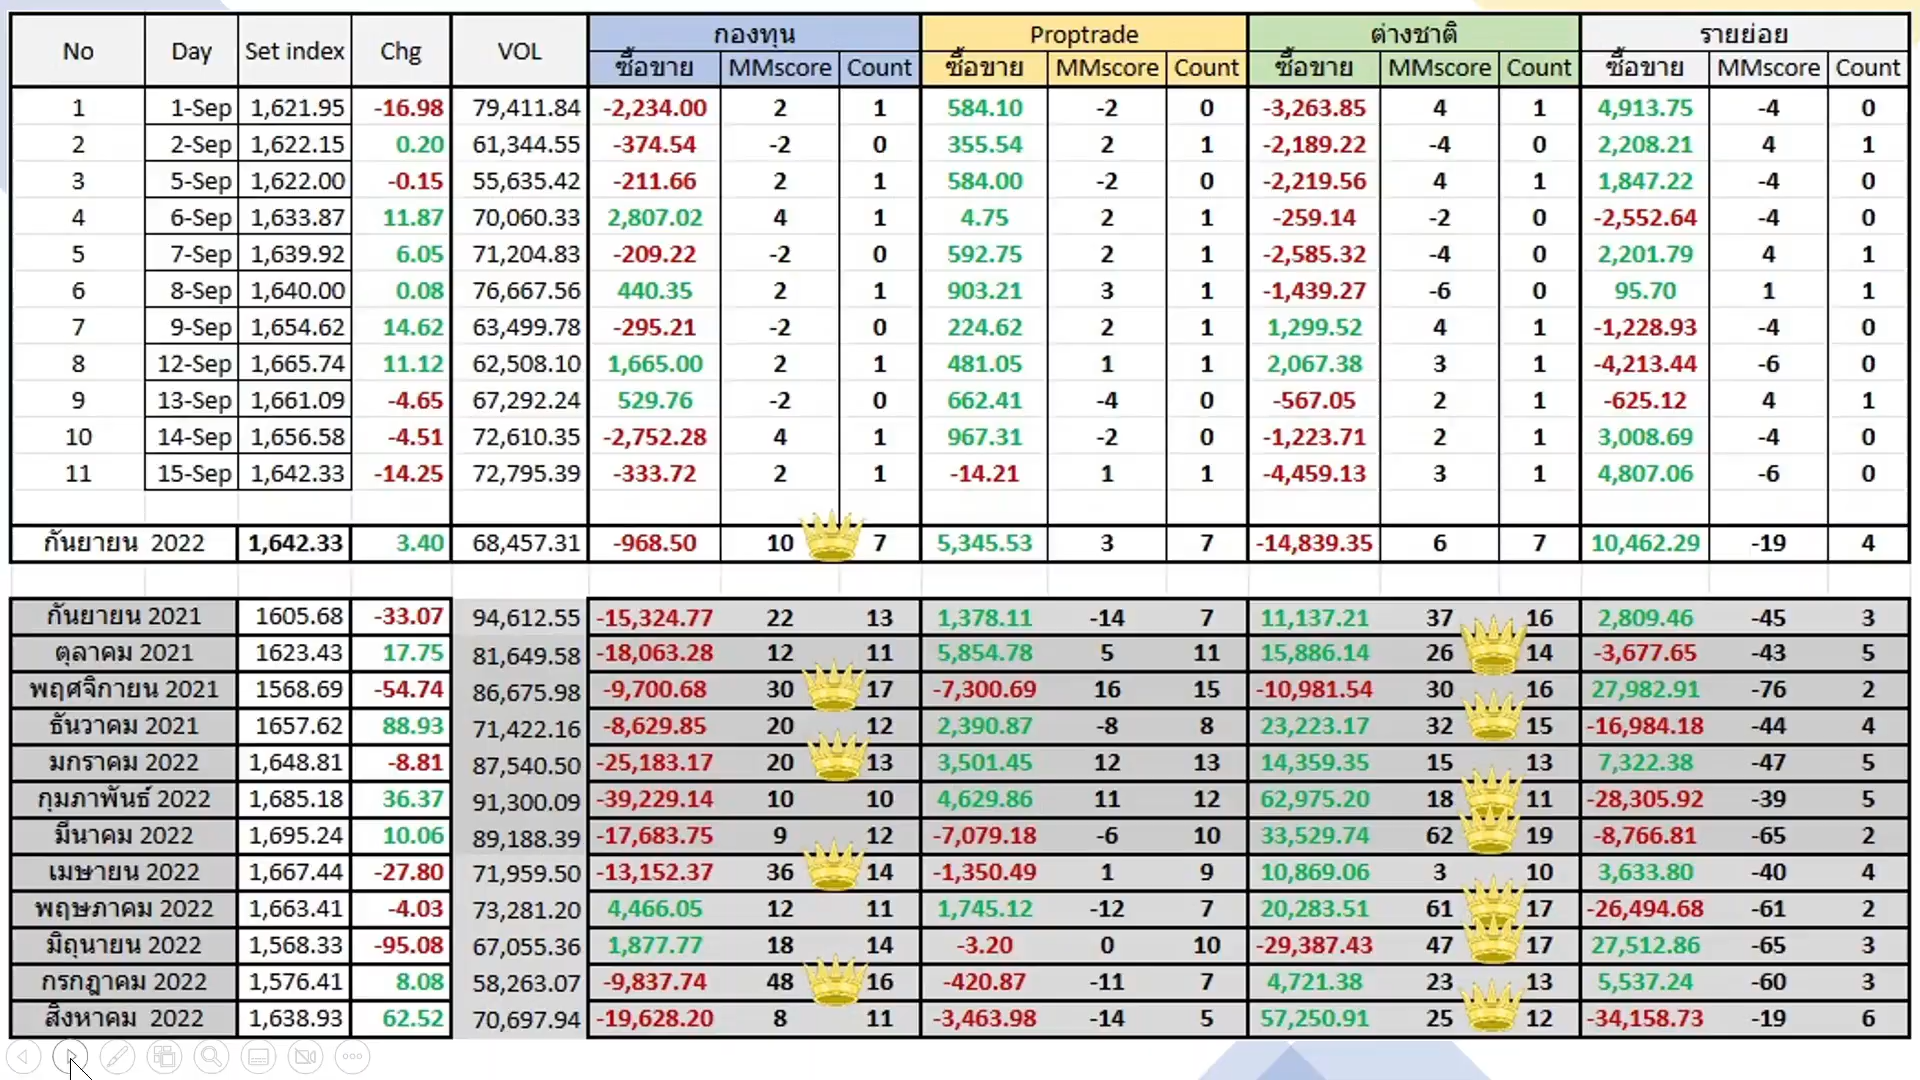 No Day Set index Chg VOL กองทุน Proptrade ต่างชาติ รายย่อย
ซื้อขาย MMscore Count ซื้อขาย MMscore Count ซื้อขาย MMscore Count ซื้อขาย MMscore Count
1 1-Sep 1,621.95 -16.98 79,411.84 -2,234.00 2 1 584.10 -2 0 -3,263.85 4 1 4,913.75 -4 0
2 2-Sep 1,622.15 0.20 61,344.55 -374.54 -2 0 355.54 2 1 -2,189.22 -4 0 2,208.21 4 1
3 5-Sep 1,622.00 -0.15 55,635.42 -211.66 2 1 584.00 -2 0 -2,219.56 4 1 1,847.22 -4 0
4 6-Sep 1,633.87 11.87 70,060.33 2,807.02 4 1 4.75 2 1 -259.14 -2 0 -2,552.64 -4 0
5 7-Sep 1,639.92 6.05 71,204.83 -209.22 -2 0 592.75 2 1 -2,585.32 -4 0 2,201.79 4 1
6 8-Sep 1,640.00 0.08 76,667.56 440.35 2 1 903.21 3 1 -1,439.27 -6 0 95.70 1 1
7 9-Sep 1,654.62 14.62 63,499.78 -295.21 -2 0 224.62 2 1 1,299.52 4 1 -1,228.93 -4 0
8 12-Sep 1,665.74 11.12 62,508.10 1,665.00 2 1 481.05 1 1 2,067.38 3 1 -4,213.44 -6 0
9 13-Sep 1,661.09 -4.65 67,292.24 529.76 -2 0 662.41 -4 0 -567.05 2 1 -625.12 4 1
10 14-Sep 1,656.58 -4.51 72,610.35 -2,752.28 4 1 967.31 -2 0 -1,223.71 2 1 3,008.69 -4 0
11 15-Sep 1,642.33 -14.25 72,795.39 -333.72 2 1 -14.21 1 1 -4,459.13 3 1 4,807.06 -6 0
กันยายน 2022 1,642.33 3.40 68,457.31 -968.50 10 7 5,345.53 3 7 -14,839.35 6 7 10,462.29 -19 4
กันยายน 2021 1605.68 -33.07 94,612.55 -15,324.77 22 13 1,378.11 -14 7 11,137.21 37 16 2,809.46 -45 3
ตุลาคม 2021 1623.43 17.75 81,649.58 -18,063.28 12 11 5,854.78 5 11 15,886.14 26 14 -3,677.65 -43 5
พฤศจิกายน 2021 1568.69 -54.74 86,675.98 -9,700.68 30 17 -7,300.69 16 15 -10,981.54 30 16 27,982.91 -76 2
ธันวาคม 2021 1657.62 88.93 71,422.16 -8,629.85 20 12 2,390.87 -8 8 23,223.17 32 15 -16,984.18 -44 4
มกราคม 2022 1,648.81 -8.81 87,540.50 -25,183.17 20 13 3,501.45 12 13 14,359.35 15 13 7,322.38 -47 5
กุมภาพันธ์ 2022 1,685.18 36.37 91,300.09 -39,229.14 10 10 4,629.86 11 12 62,975.20 18 11 -28,305.92 -39 5
มีนาคม 2022 1,695.24 10.06 89,188.39 -17,683.75 9 12 -7,079.18 -6 10 33,529.74 62 19 -8,766.81 -65 2
เมษายน 2022 1,667.44 -27.80 71,959.50 -13,152.37 36 14 -1,350.49 1 9 10,869.06 3 10 3,633.80 -40 4
พฤษภาคม 2022 1,663.41 -4.03 73,281.20 4,466.05 12 11 1,745.12 -12 7 20,283.51 61 17 -26,494.68 -61 2
มิถุนายน 2022 1,568.33 -95.08 67,055.36 1,877.77 18 14 -3.20 0 10 -29,387.43 47 17 27,512.86 -65 3
กรกฎาคม 2022 1,576.41 8.08 58,263.07 -9,837.74 48 16 -420.87 -11 7 4,721.38 23 13 5,537.24 -60 3
สิงหาคม 2022 1,638.93 62.52 70,697.94 -19,628.20 8 11 -3,463.98 -14 5 57,250.91 25 12 -34,158.73 -19 6